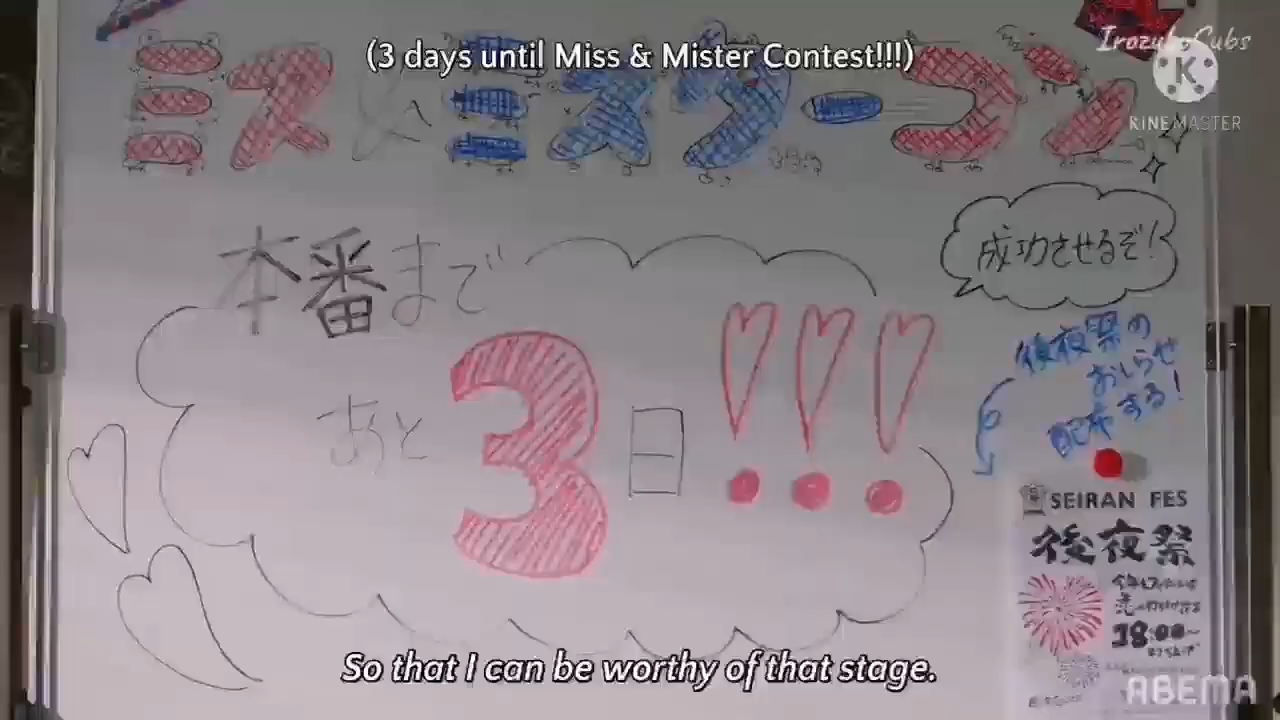 (3 days until Miss & Mister Contest!!!)
IrozukuSubs
ミス&ミスターコン
K
KINEMASTER
本番まで
成功させるぞ!
あと3日!!!
後夜祭の
おしらせ
配布する!
SEIRAN FES
後夜祭
18:00~
So that I can be worthy of that stage.
ABEMA